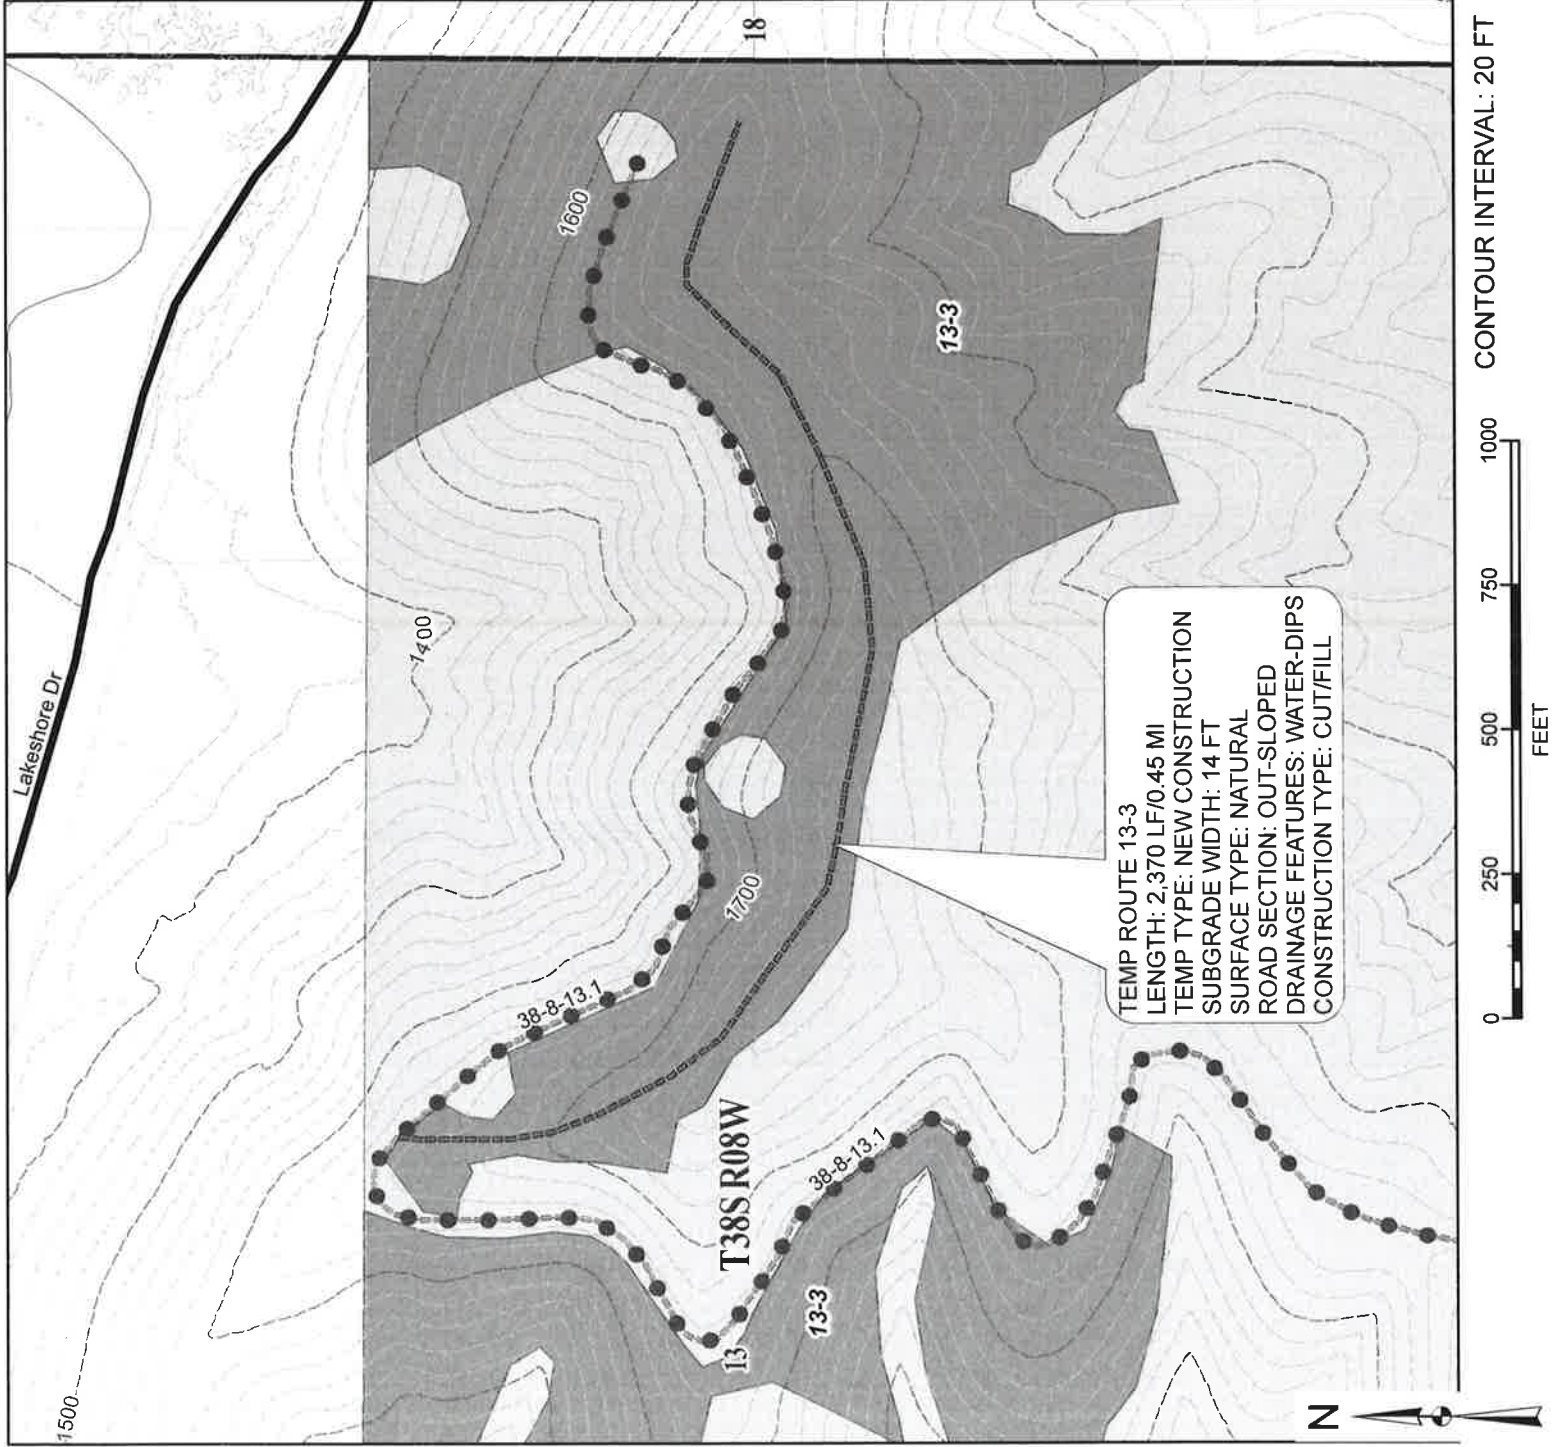 Lakeshore Dr
1500
1400
1600
18
38-8-13.1
1700
13-3
T38S R08W
38-8-13.1
13
13-3
TEMP ROUTE 13-3
LENGTH: 2,370 LF/0.45 MI
TEMP TYPE: NEW CONSTRUCTION
SUBGRADE WIDTH: 14 FT
SURFACE TYPE: NATURAL
ROAD SECTION: OUT-SLOPED
DRAINAGE FEATURES: WATER-DIPS
CONSTRUCTION TYPE: CUT/FILL
N
0 250 500 750 1000
FEET
CONTOUR INTERVAL: 20 FT